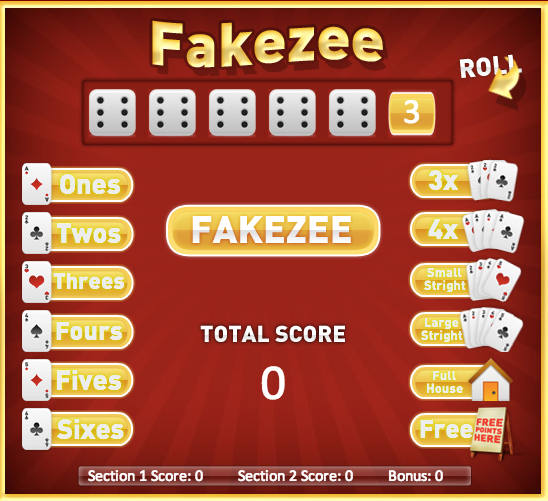 Fakezee
ROLL
3
Ones
3x
Twos
4x
FAKEZEE
Threes
Small
Stright
Fours
Large
Stright
TOTAL SCORE
0
Fives
Full
House
Sixes
Free
FREE
POINTS
HERE
Section 1 Score: 0 Section 2 Score: 0 Bonus: 0